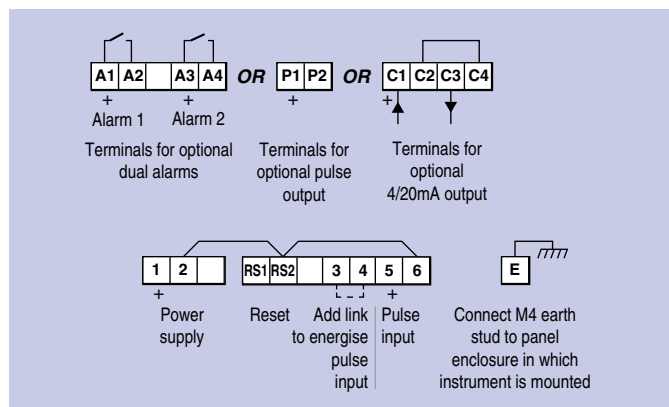 A1 A2 A3 A4 OR P1 P2 OR C1 C2 C3 C4
+ + + +
Alarm 1 Alarm 2
Terminals for optional
dual alarms
Terminals for
optional pulse
output
Terminals for
optional
4/20mA output
1 2 RS1 RS2 3 4 5 6 E
+ +
Power
supply
Reset
Add link
to energise
pulse
input
Pulse
input
Connect M4 earth
stud to panel
enclosure in which
instrument is mounted